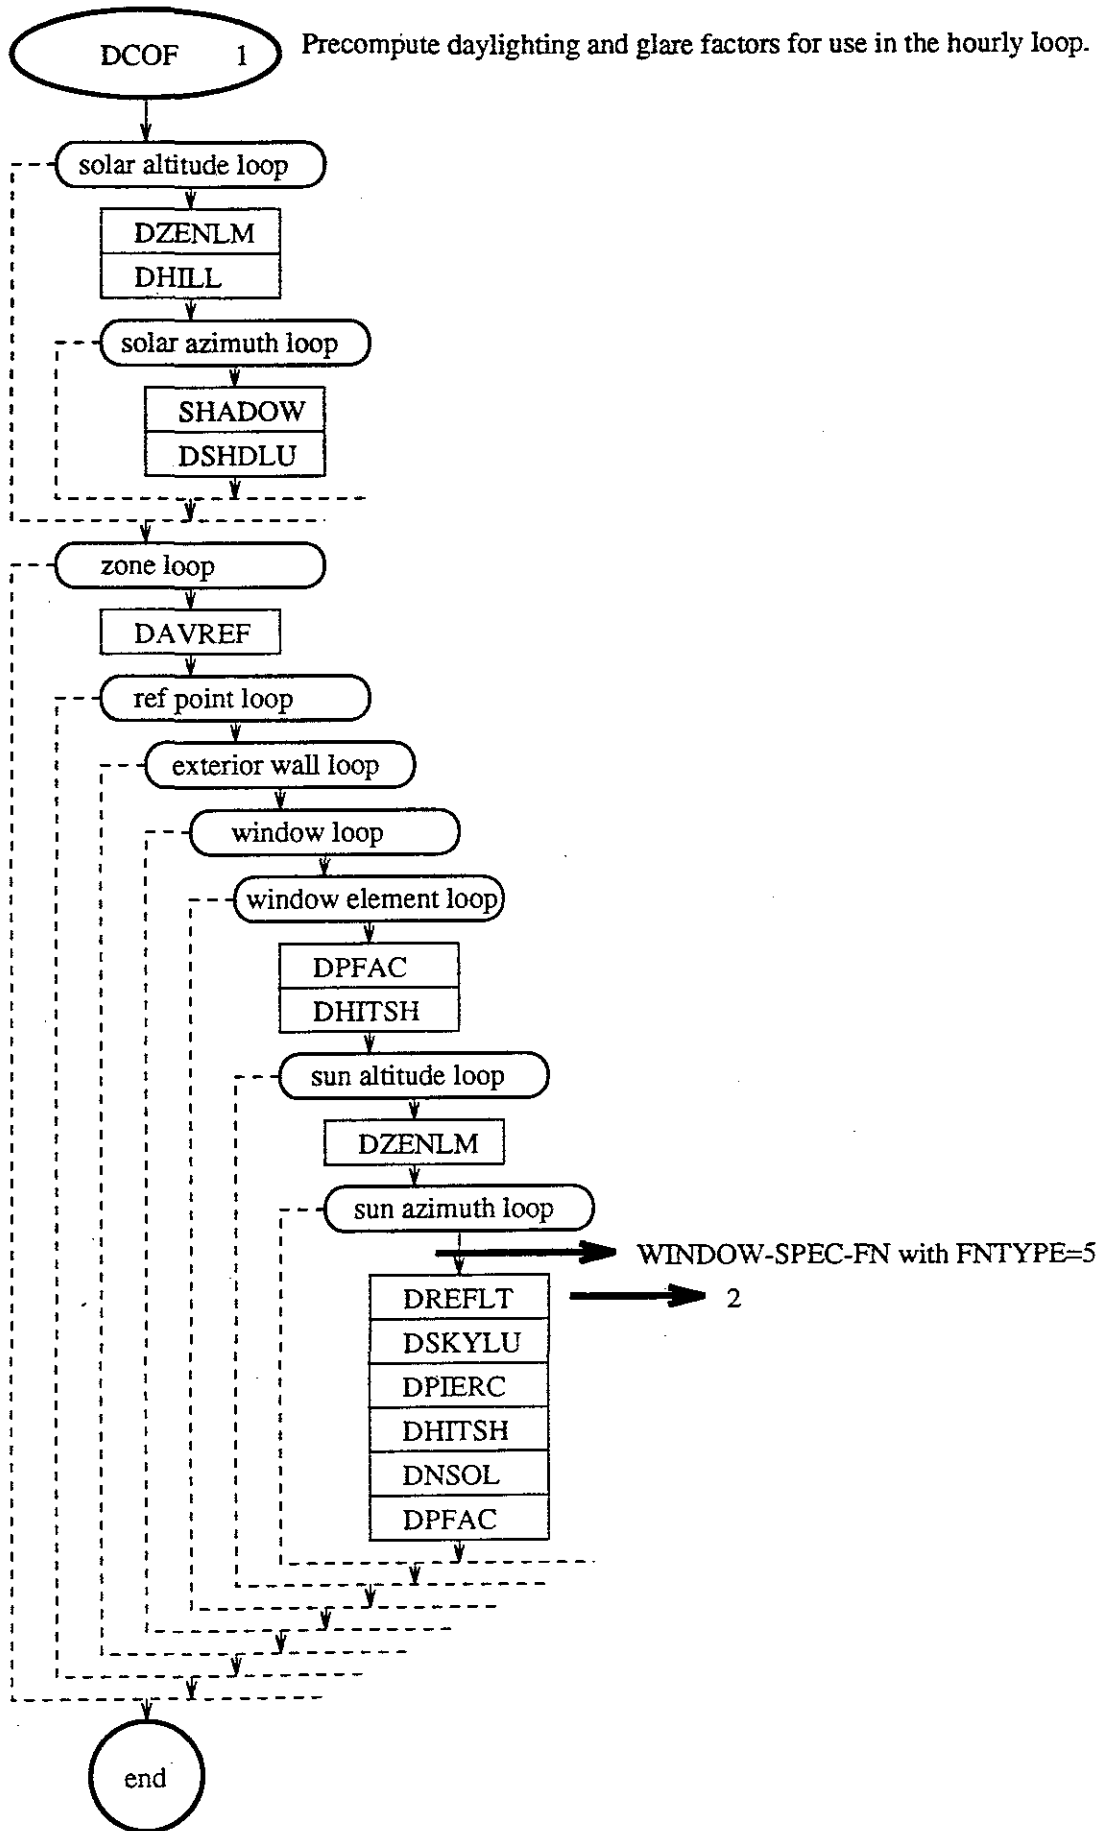 DCOF 1 Precompute daylighting and glare factors for use in the hourly loop.
solar altitude loop
DZENLM
DHILL
solar azimuth loop
SHADOW
DSHDLU
zone loop
DAVREF
ref point loop
exterior wall loop
window loop
window element loop
DPFAC
DHITSH
sun altitude loop
DZENLM
sun azimuth loop
WINDOW-SPEC-FN with FNTYPE=5
DREFLT 2
DSKYLU
DPIERC
DHITSH
DNSOL
DPFAC
end